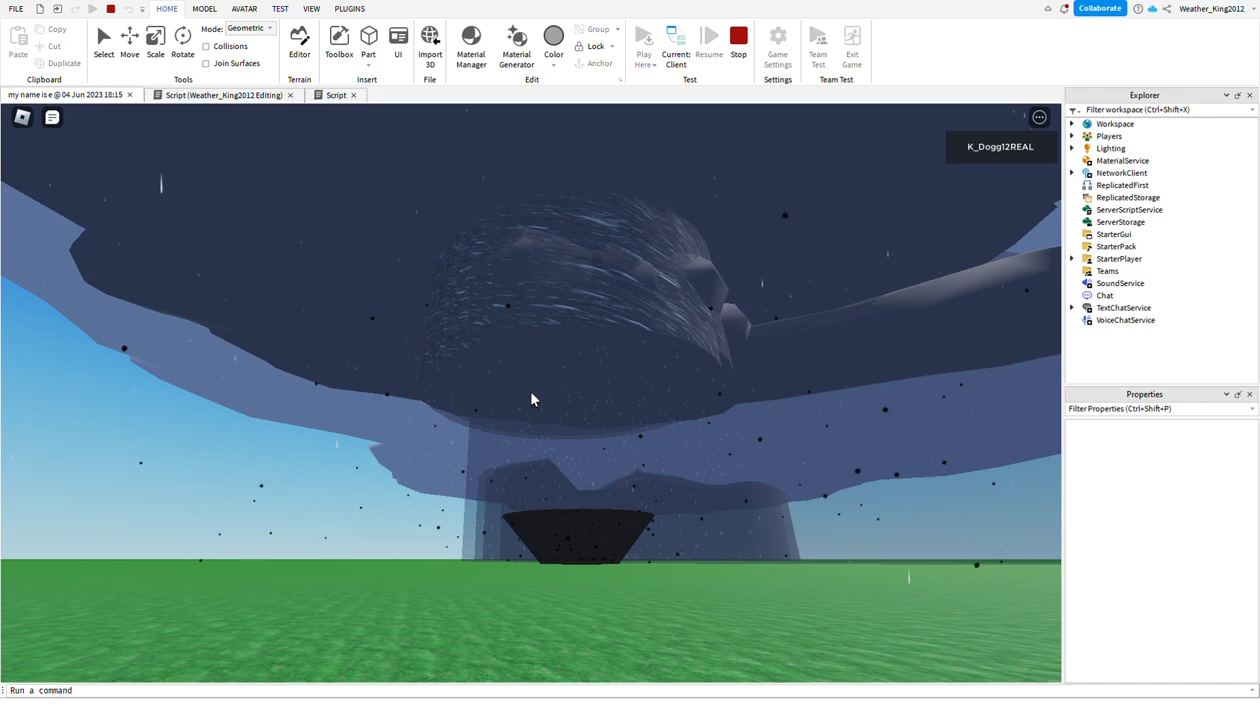 FILE HOME MODEL AVATAR TEST VIEW PLUGINS Collaborate Weather_King2012
Paste Copy Cut Duplicate Clipboard
Select Move Scale Rotate Mode: Geometric Collisions Join Surfaces Tools
Editor Terrain
Toolbox Part UI Insert
Import 3D File
Material Manager Material Generator Color Group Lock Anchor Edit
Play Here Current: Client Resume Stop Test
Game Settings Settings
Team Test Exit Game Team Test
my name is e @ 04 Jun 2023 18:15 Script (Weather_King2012 Editing) Script
K_Dogg12REAL
Explorer
Filter workspace (Ctrl+Shift+X)
Workspace
Players
Lighting
MaterialService
NetworkClient
ReplicatedFirst
ReplicatedStorage
ServerScriptService
ServerStorage
StarterGui
StarterPack
StarterPlayer
Teams
SoundService
Chat
TextChatService
VoiceChatService
Properties
Filter Properties (Ctrl+Shift+P)
Run a command